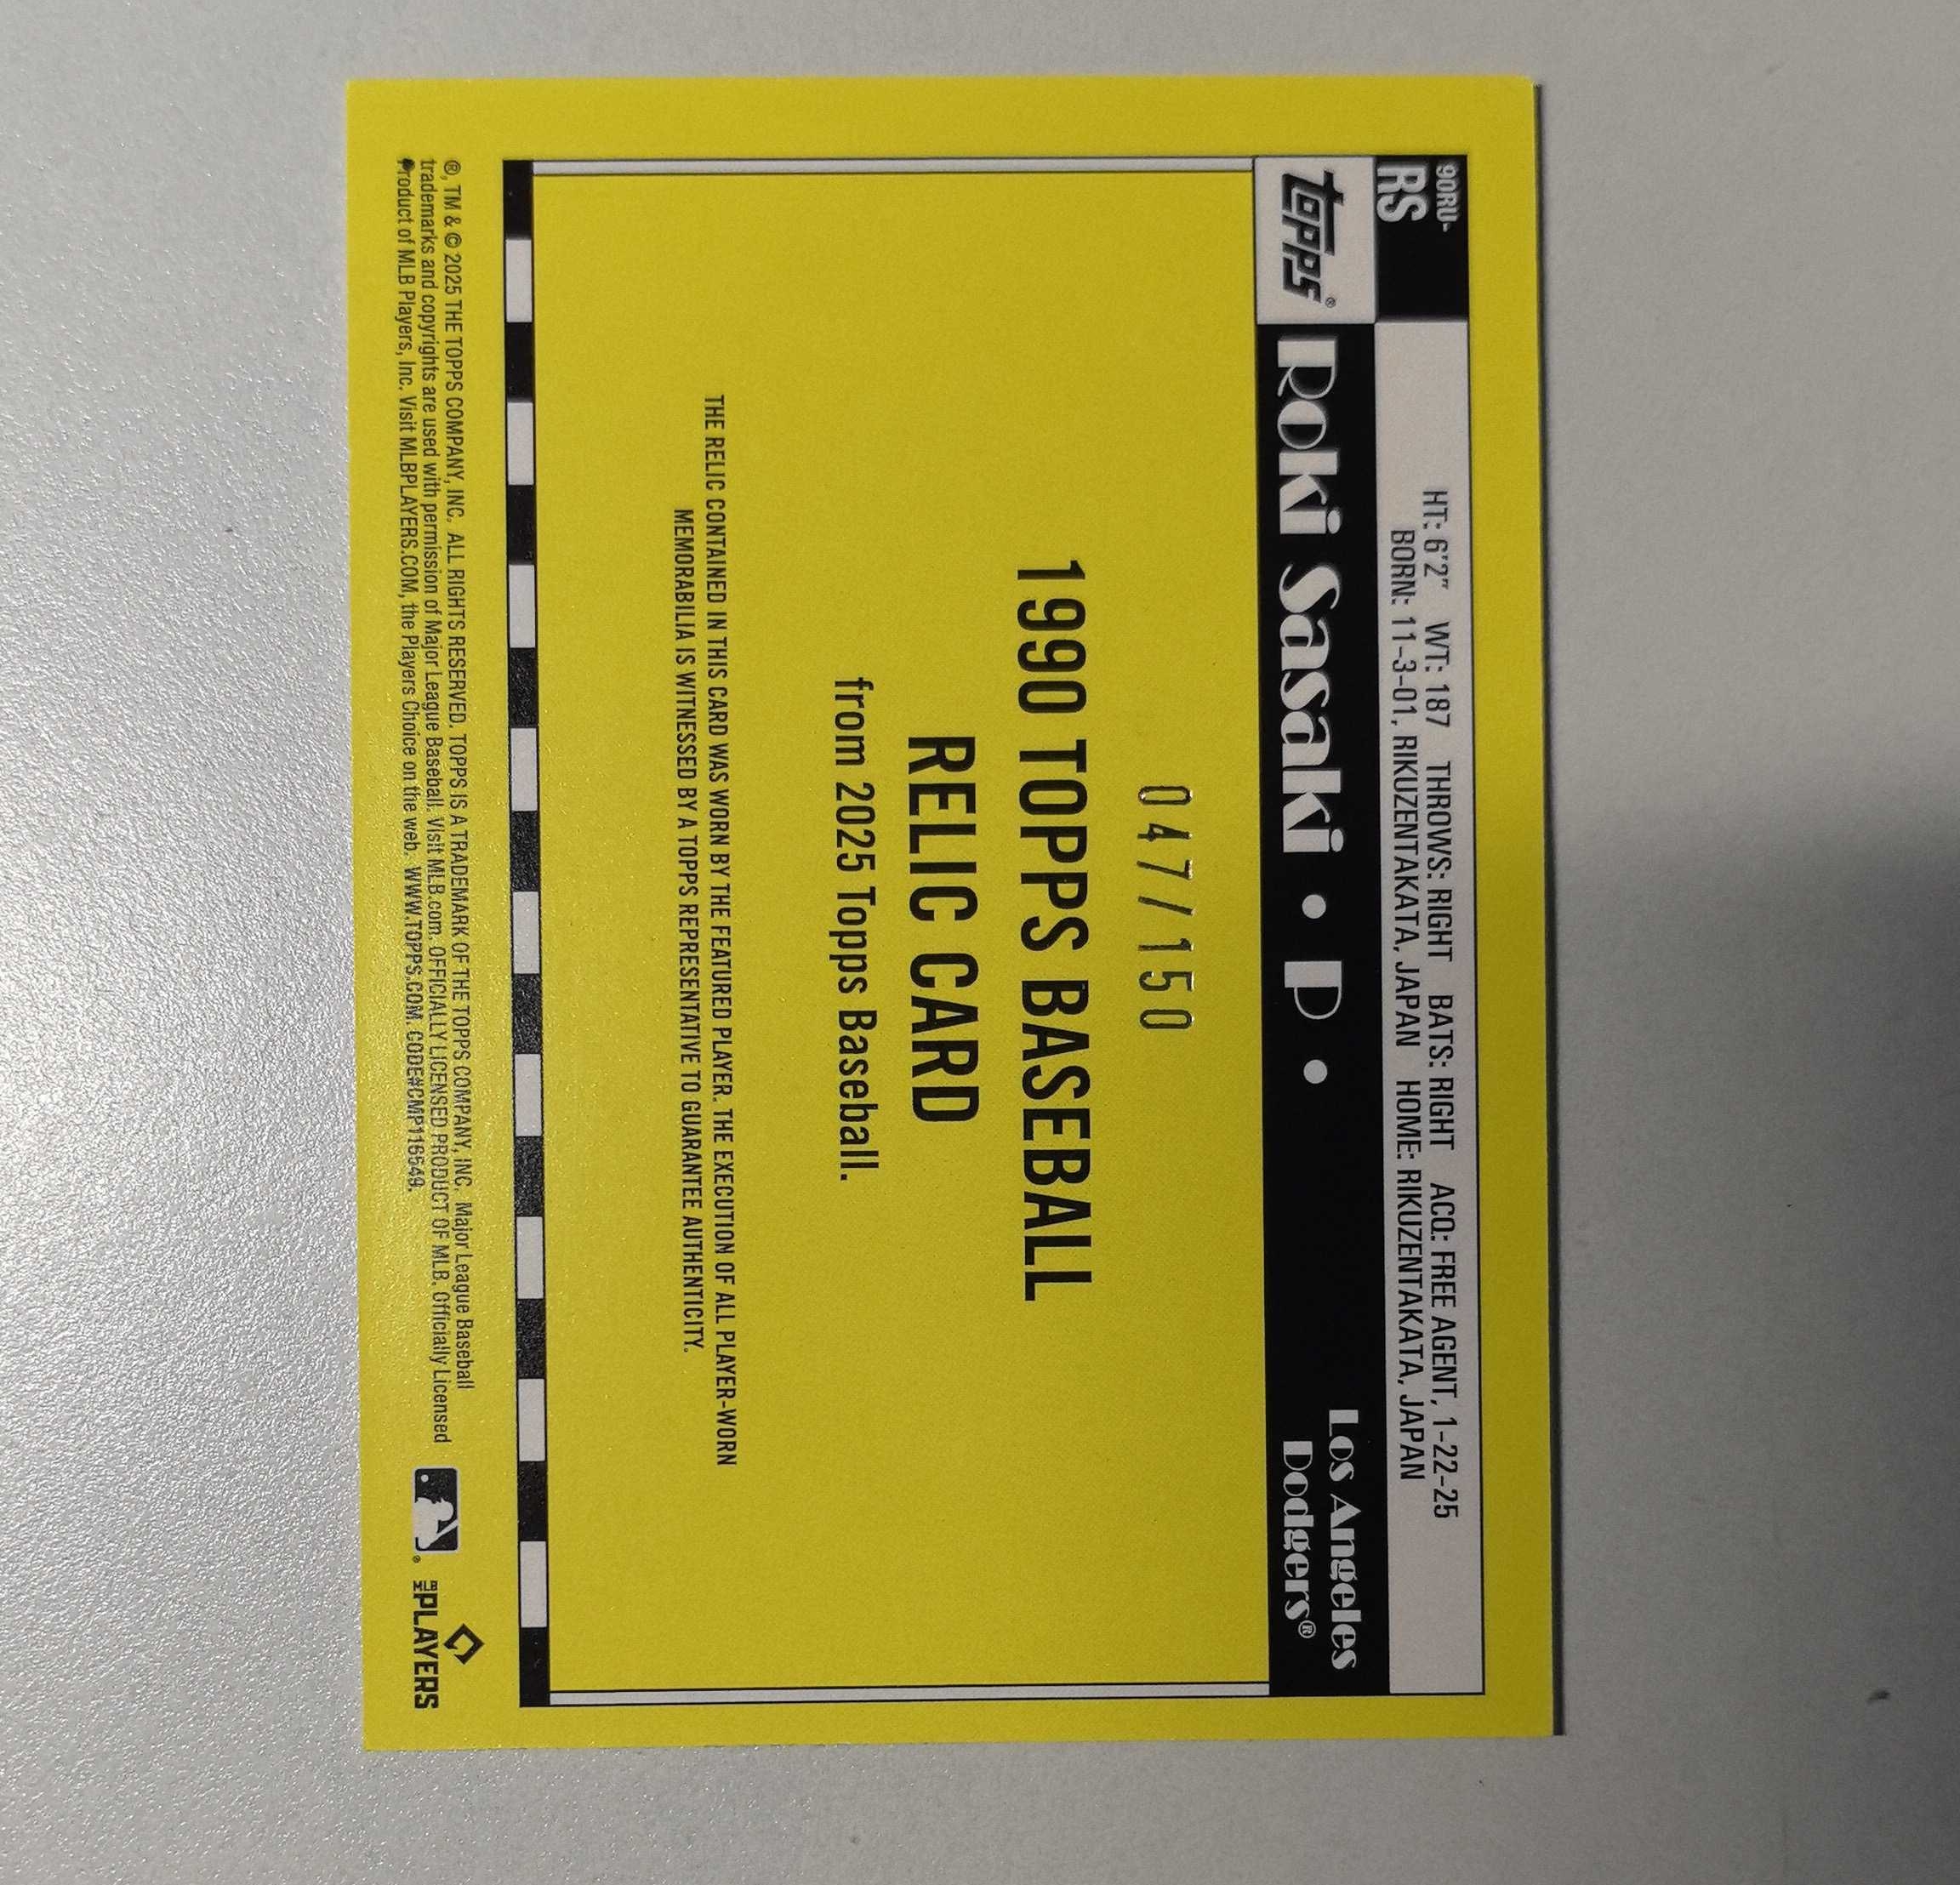 90RU-
RS
HT: 6'2" WT: 187 THROWS: RIGHT BATS: RIGHT ACQ: FREE AGENT, 1-22-25
BORN: 11-3-01, RIKUZENTAKATA, JAPAN HOME: RIKUZENTAKATA, JAPAN
TOPPS®
Roki Sasaki • P •
Los Angeles
Dodgers®
047/150
1990 TOPPS BASEBALL
RELIC CARD
from 2025 Topps Baseball.
THE RELIC CONTAINED IN THIS CARD WAS WORN BY THE FEATURED PLAYER. THE EXECUTION OF ALL PLAYER-WORN
MEMORABILIA IS WITNESSED BY A TOPPS REPRESENTATIVE TO GUARANTEE AUTHENTICITY.
®, TM & © 2025 THE TOPPS COMPANY, INC. ALL RIGHTS RESERVED. TOPPS IS A TRADEMARK OF THE TOPPS COMPANY, INC. Major League Baseball
trademarks and copyrights are used with permission of Major League Baseball. Visit MLB.com. OFFICIALLY LICENSED PRODUCT OF MLB. Officially Licensed
Product of MLB Players, Inc. Visit MLBPLAYERS.COM, the Players Choice on the web. WWW.TOPPS.COM. CODE#CMP116549.
MLB PLAYERS